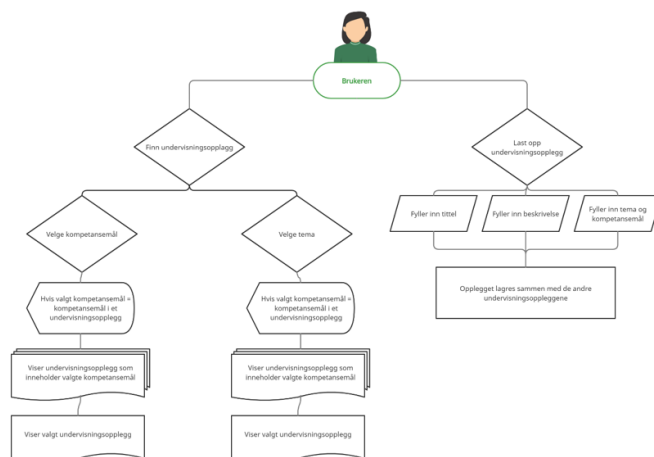 Brukeren
Finn undervisningsopplagg
Last opp
undervisningsopplegg
Velge kompetansemål
Velge tema
Fyller inn tittel
Fyller inn beskrivelse
Fyller inn tema og
kompetansemål
Hvis valgt kompetansemål =
kompetansemål i et
undervisningsopplegg
Hvis valgt kompetansemål =
kompetansemål i et
undervisningsopplegg
Opplegget lagres sammen med de andre
undervisningsoppleggene
Viser undervisningsopplegg som
inneholder valgte kompetansemål
Viser undervisningsopplegg som
inneholder valgte kompetansemål
Viser valgt undervisningsopplegg
Viser valgt undervisningsopplegg